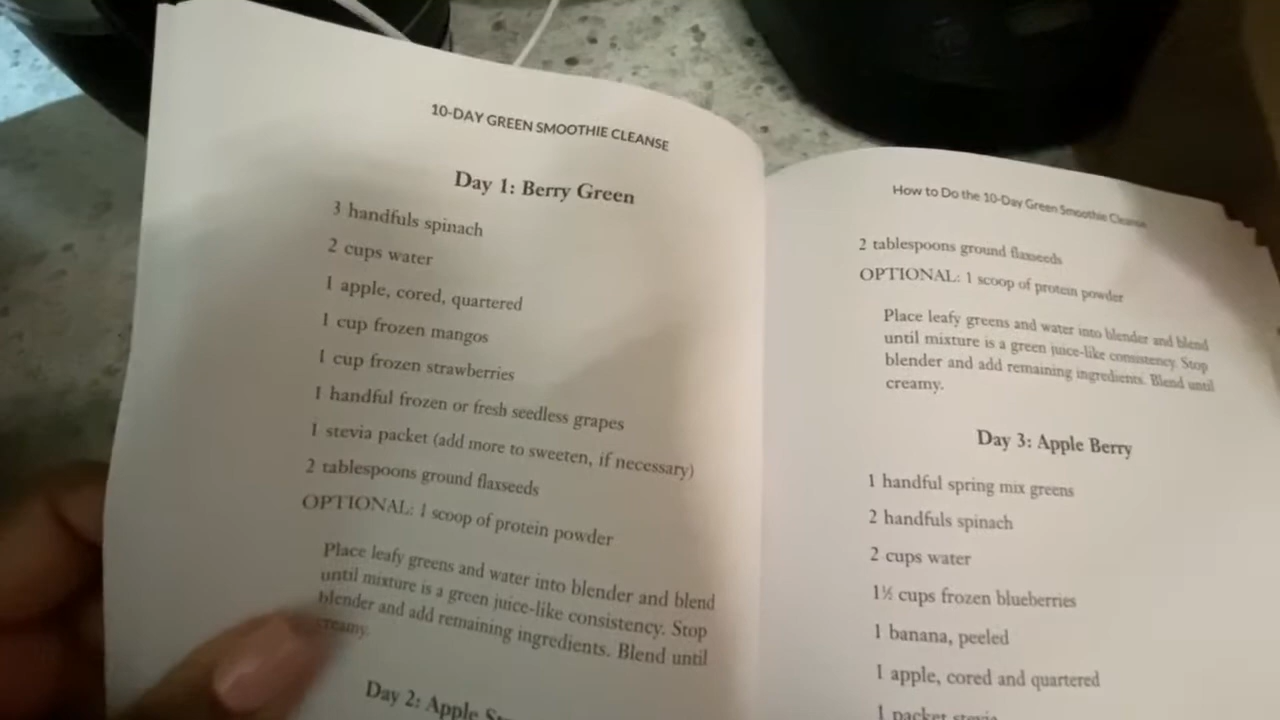 10-DAY GREEN SMOOTHIE CLEANSE
Day 1: Berry Green
3 handfuls spinach
2 cups water
1 apple, cored, quartered
1 cup frozen mangos
1 cup frozen strawberries
1 handful frozen or fresh seedless grapes
1 stevia packet (add more to sweeten, if necessary)
2 tablespoons ground flaxseeds
OPTIONAL: 1 scoop of protein powder
Place leafy greens and water into blender and blend
until mixture is a green juice-like consistency. Stop
blender and add remaining ingredients. Blend until
creamy.
Day 2: Apple
How to Do the 10-Day Green Smoothie Cleanse
2 tablespoons ground flaxseeds
OPTIONAL: 1 scoop of protein powder
Place leafy greens and water into blender and blend
until mixture is a green juice-like consistency. Stop
blender and add remaining ingredients. Blend until
creamy.
Day 3: Apple Berry
1 handful spring mix greens
2 handfuls spinach
2 cups water
1½ cups frozen blueberries
1 banana, peeled
1 apple, cored and quartered
1 packet stevia